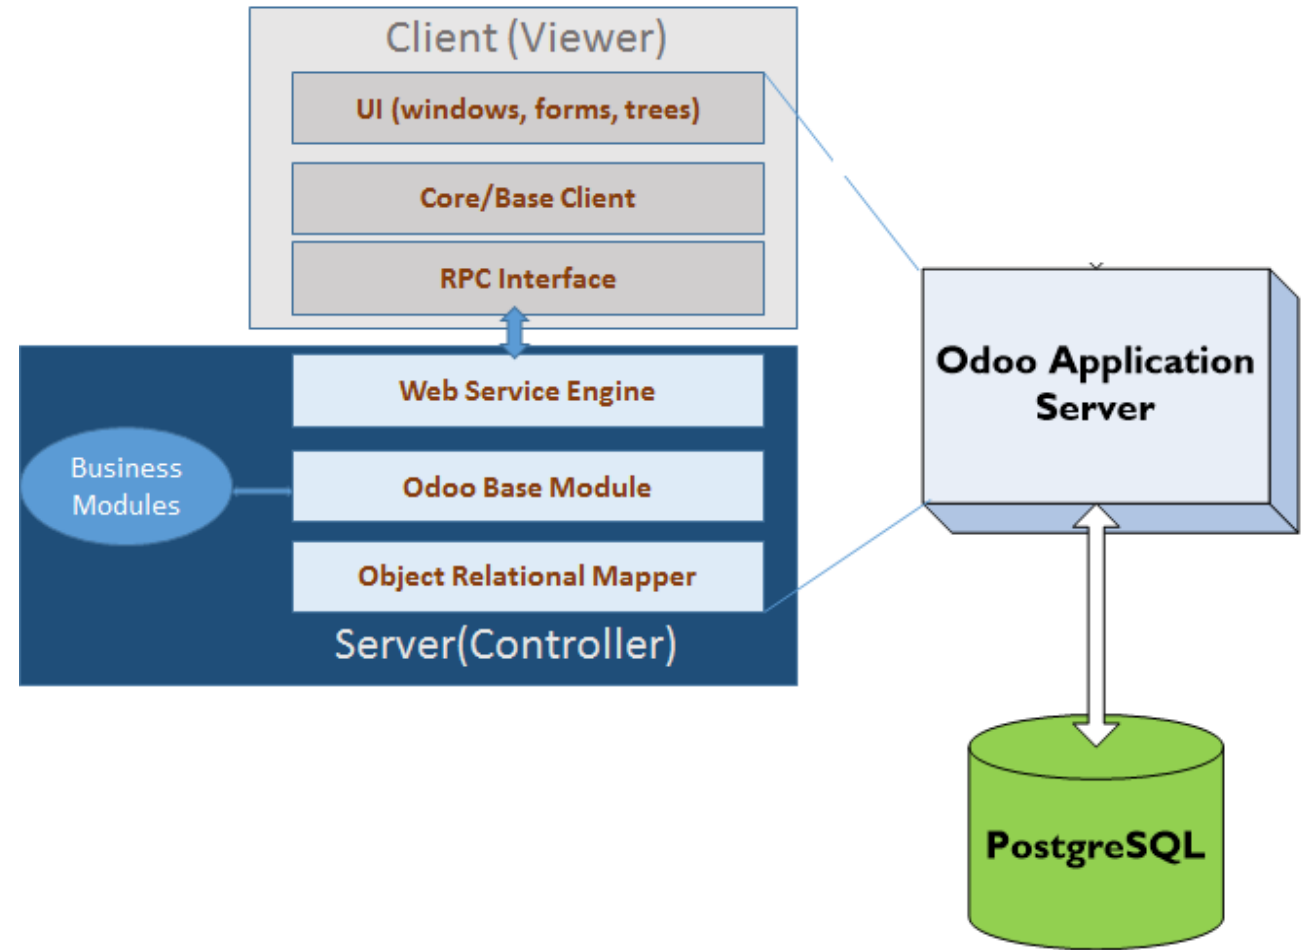 Client (Viewer)
UI (windows, forms, trees)
Core/Base Client
RPC Interface
Web Service Engine
Business
Modules
Odoo Base Module
Object Relational Mapper
Server(Controller)
Odoo Application
Server
PostgreSQL